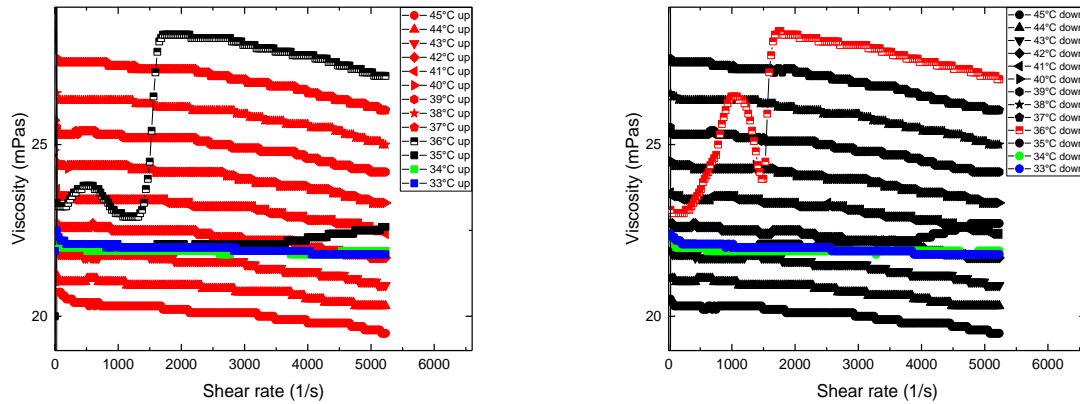 45°C up
44°C up
43°C up
42°C up
41°C up
40°C up
39°C up
38°C up
37°C up
36°C up
35°C up
34°C up
33°C up
25
20
Viscosity (mPas)
0 1000 2000 3000 4000 5000 6000
Shear rate (1/s)
45°C down
44°C down
43°C down
42°C down
41°C down
40°C down
39°C down
38°C down
37°C down
36°C down
35°C down
34°C down
33°C down
25
20
Viscosity (mPas)
0 1000 2000 3000 4000 5000 6000
Shear rate (1/s)